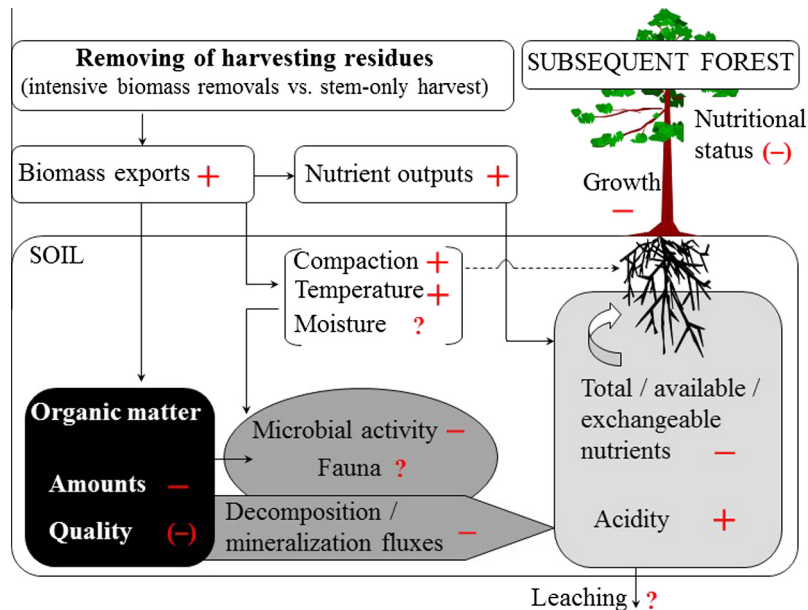 Removing of harvesting residues
(intensive biomass removals vs. stem-only harvest)
SUBSEQUENT FOREST
Nutritional
status (−)
Growth
−
Biomass exports +
Nutrient outputs +
SOIL
Compaction +
Temperature +
Moisture ?
Organic matter
Amounts −
Quality (−)
Microbial activity −
Fauna ?
Decomposition /
mineralization fluxes −
Total / available /
exchangeable
nutrients −
Acidity +
Leaching ?